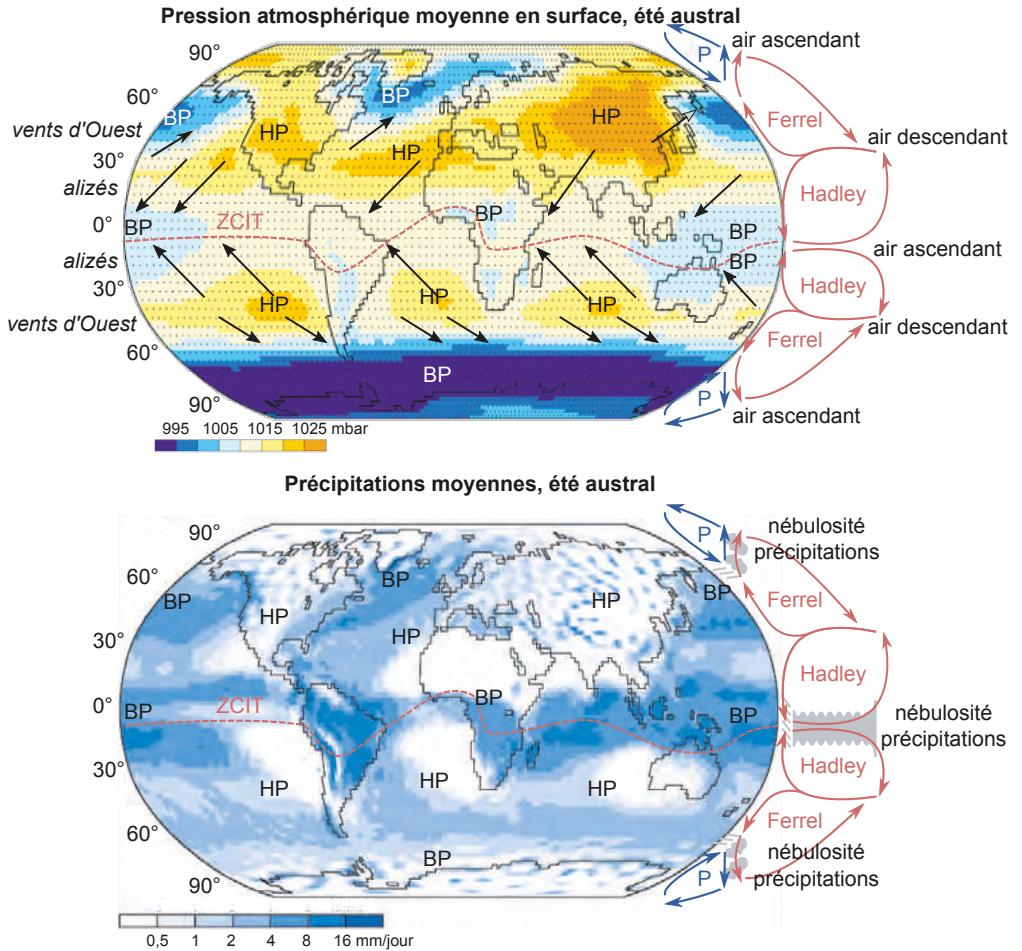 Pression atmosphérique moyenne en surface, été austral
90°
60°
vents d'Ouest
30°
alizés
0°
alizés
30°
vents d'Ouest
60°
90°
BP
BP
HP
HP
HP
BP
ZCIT
BP
BP
BP
HP
HP
HP
BP
P
air ascendant
Ferrel
air descendant
Hadley
air ascendant
Hadley
air descendant
Ferrel
P
air ascendant
995 1005 1015 1025 mbar
Précipitations moyennes, été austral
90°
60°
30°
0°
30°
60°
90°
BP
BP
BP
HP
HP
HP
BP
ZCIT
BP
BP
HP
HP
HP
BP
P
nébulosité
précipitations
Ferrel
Hadley
nébulosité
précipitations
Hadley
Ferrel
P
nébulosité
précipitations
0,5 1 2 4 8 16 mm/jour